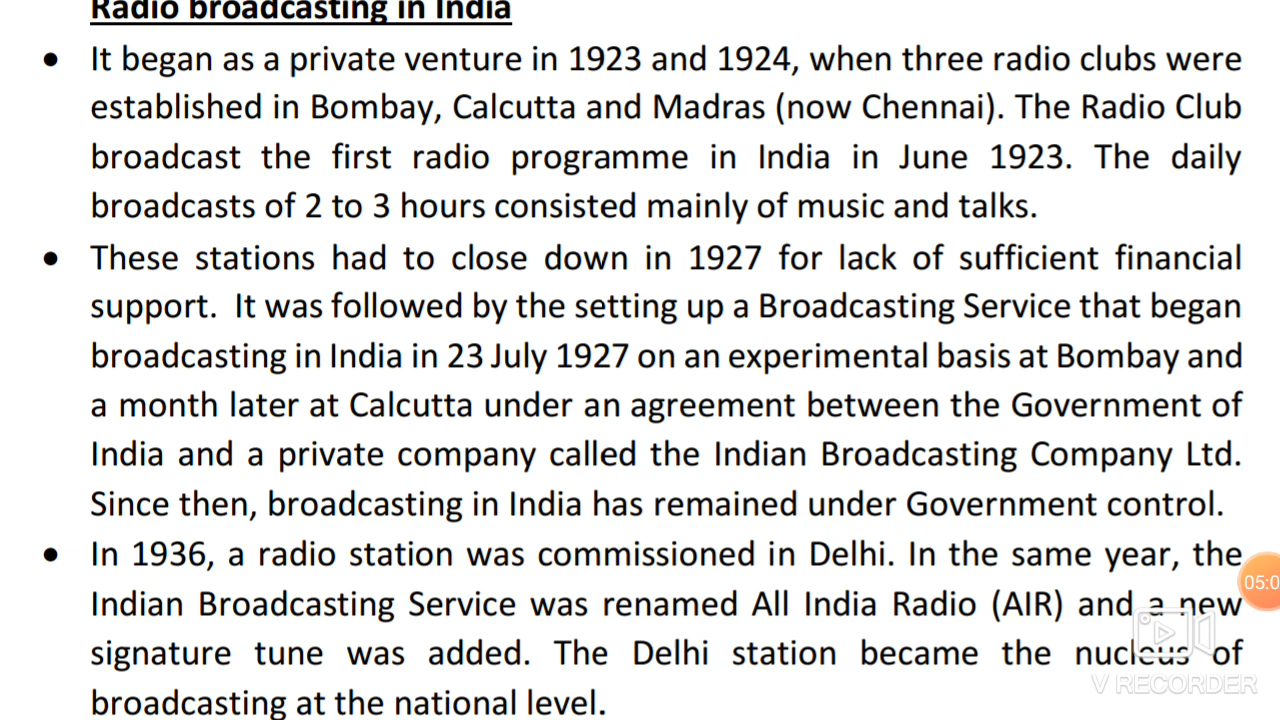 Radio broadcasting in India
• It began as a private venture in 1923 and 1924, when three radio clubs were
established in Bombay, Calcutta and Madras (now Chennai). The Radio Club
broadcast the first radio programme in India in June 1923. The daily
broadcasts of 2 to 3 hours consisted mainly of music and talks.
• These stations had to close down in 1927 for lack of sufficient financial
support. It was followed by the setting up a Broadcasting Service that began
broadcasting in India in 23 July 1927 on an experimental basis at Bombay and
a month later at Calcutta under an agreement between the Government of
India and a private company called the Indian Broadcasting Company Ltd.
Since then, broadcasting in India has remained under Government control.
• In 1936, a radio station was commissioned in Delhi. In the same year, the
Indian Broadcasting Service was renamed All India Radio (AIR) and a new
signature tune was added. The Delhi station became the nucleus of
broadcasting at the national level.
05:0
V RECORDER